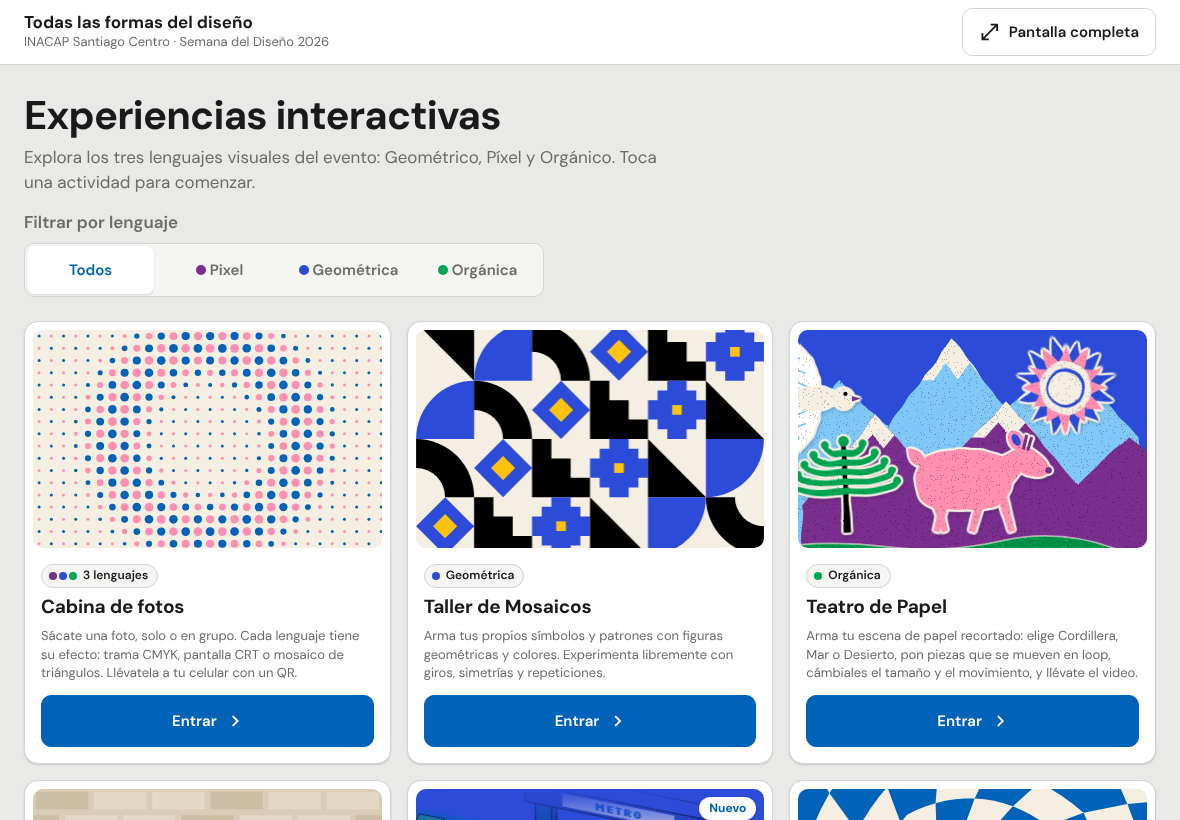 Todas las formas del diseño
INACAP Santiago Centro · Semana del Diseño 2026
Pantalla completa
Experiencias interactivas
Explora los tres lenguajes visuales del evento: Geométrico, Píxel y Orgánico. Toca
una actividad para comenzar.
Filtrar por lenguaje
Todos
Pixel
Geométrica
Orgánica
3 lenguajes
Cabina de fotos
Sácate una foto, solo o en grupo. Cada lenguaje tiene
su efecto: trama CMYK, pantalla CRT o mosaico de
triángulos. Llévatela a tu celular con un QR.
Entrar
Geométrica
Taller de Mosaicos
Arma tus propios símbolos y patrones con figuras
geométricas y colores. Experimenta libremente con
giros, simetrías y repeticiones.
Entrar
Orgánica
Teatro de Papel
Arma tu escena de papel recortado: elige Cordillera,
Mar o Desierto, pon piezas que se mueven en loop,
cámbiales el tamaño y el movimiento, y llévate el video.
Entrar
METRO
Nuevo